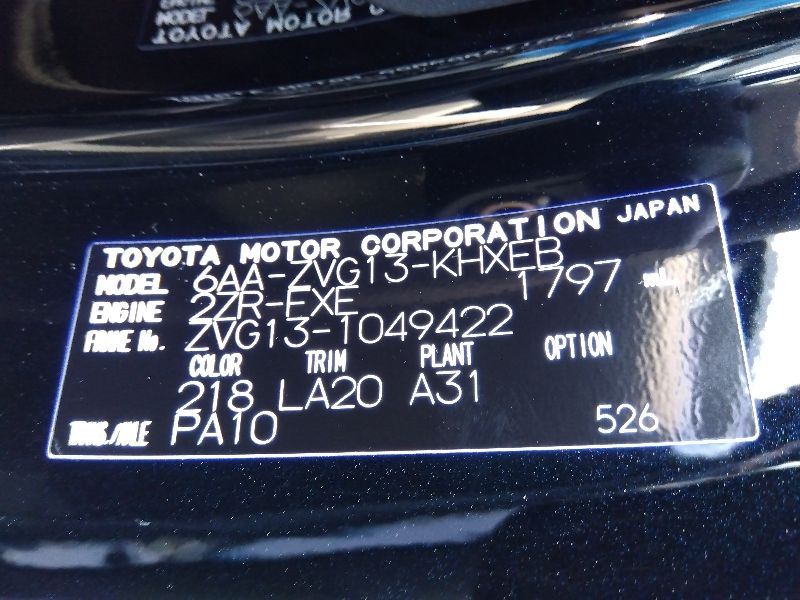 TOYOTA MOTOR CORPORATION JAPAN
MODEL 6AA-ZVG13-KHXEB
ENGINE 2ZR-FXE 1797
FRAME No. ZVG13-1049422
COLOR TRIM PLANT OPTION
218 LA20 A31
TRANS./AXLE PA10 526